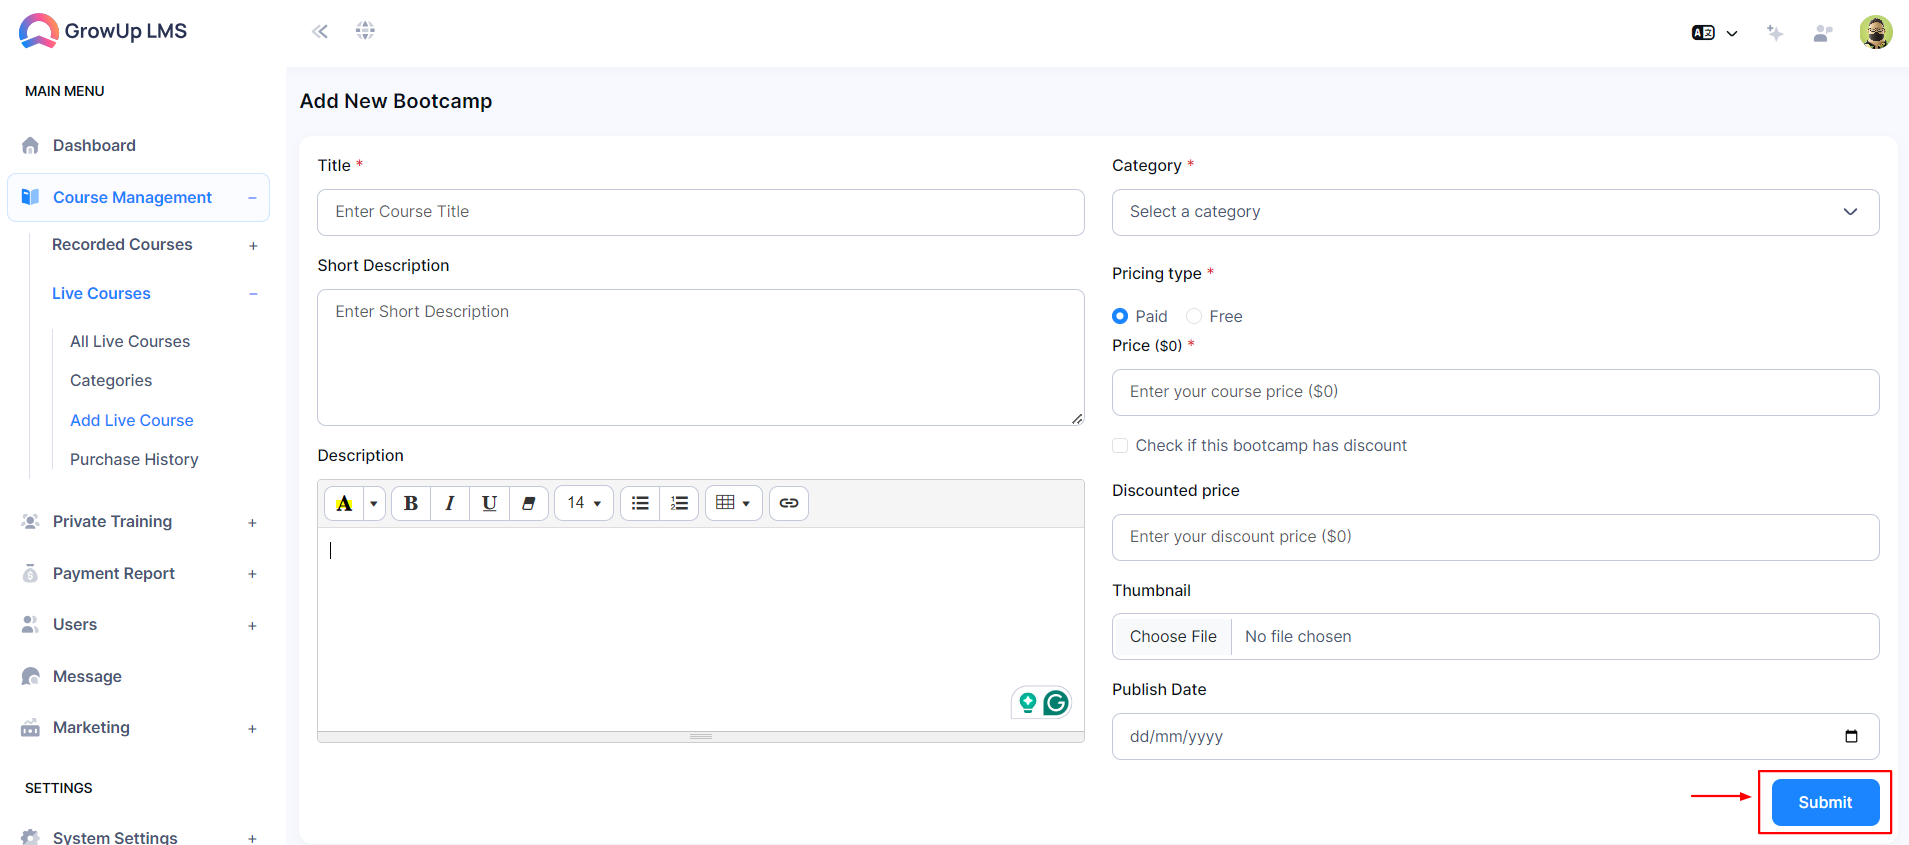 GrowUp LMS
MAIN MENU
Dashboard
Course Management
Recorded Courses
Live Courses
All Live Courses
Categories
Add Live Course
Purchase History
Private Training
Payment Report
Users
Message
Marketing
SETTINGS
System Settings
Add New Bootcamp
Title *
Enter Course Title
Short Description
Enter Short Description
Description
A B I U 14
Category *
Select a category
Pricing type *
Paid Free
Price ($0) *
Enter your course price ($0)
Check if this bootcamp has discount
Discounted price
Enter your discount price ($0)
Thumbnail
Choose File No file chosen
Publish Date
dd/mm/yyyy
Submit